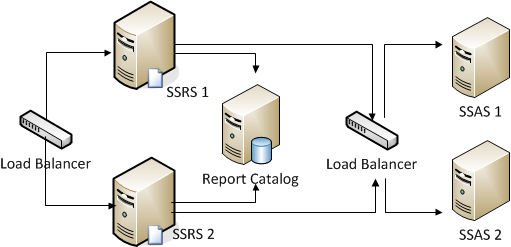 SSRS 1
SSAS 1
Load Balancer
Load Balancer
Report Catalog
SSRS 2
SSAS 2